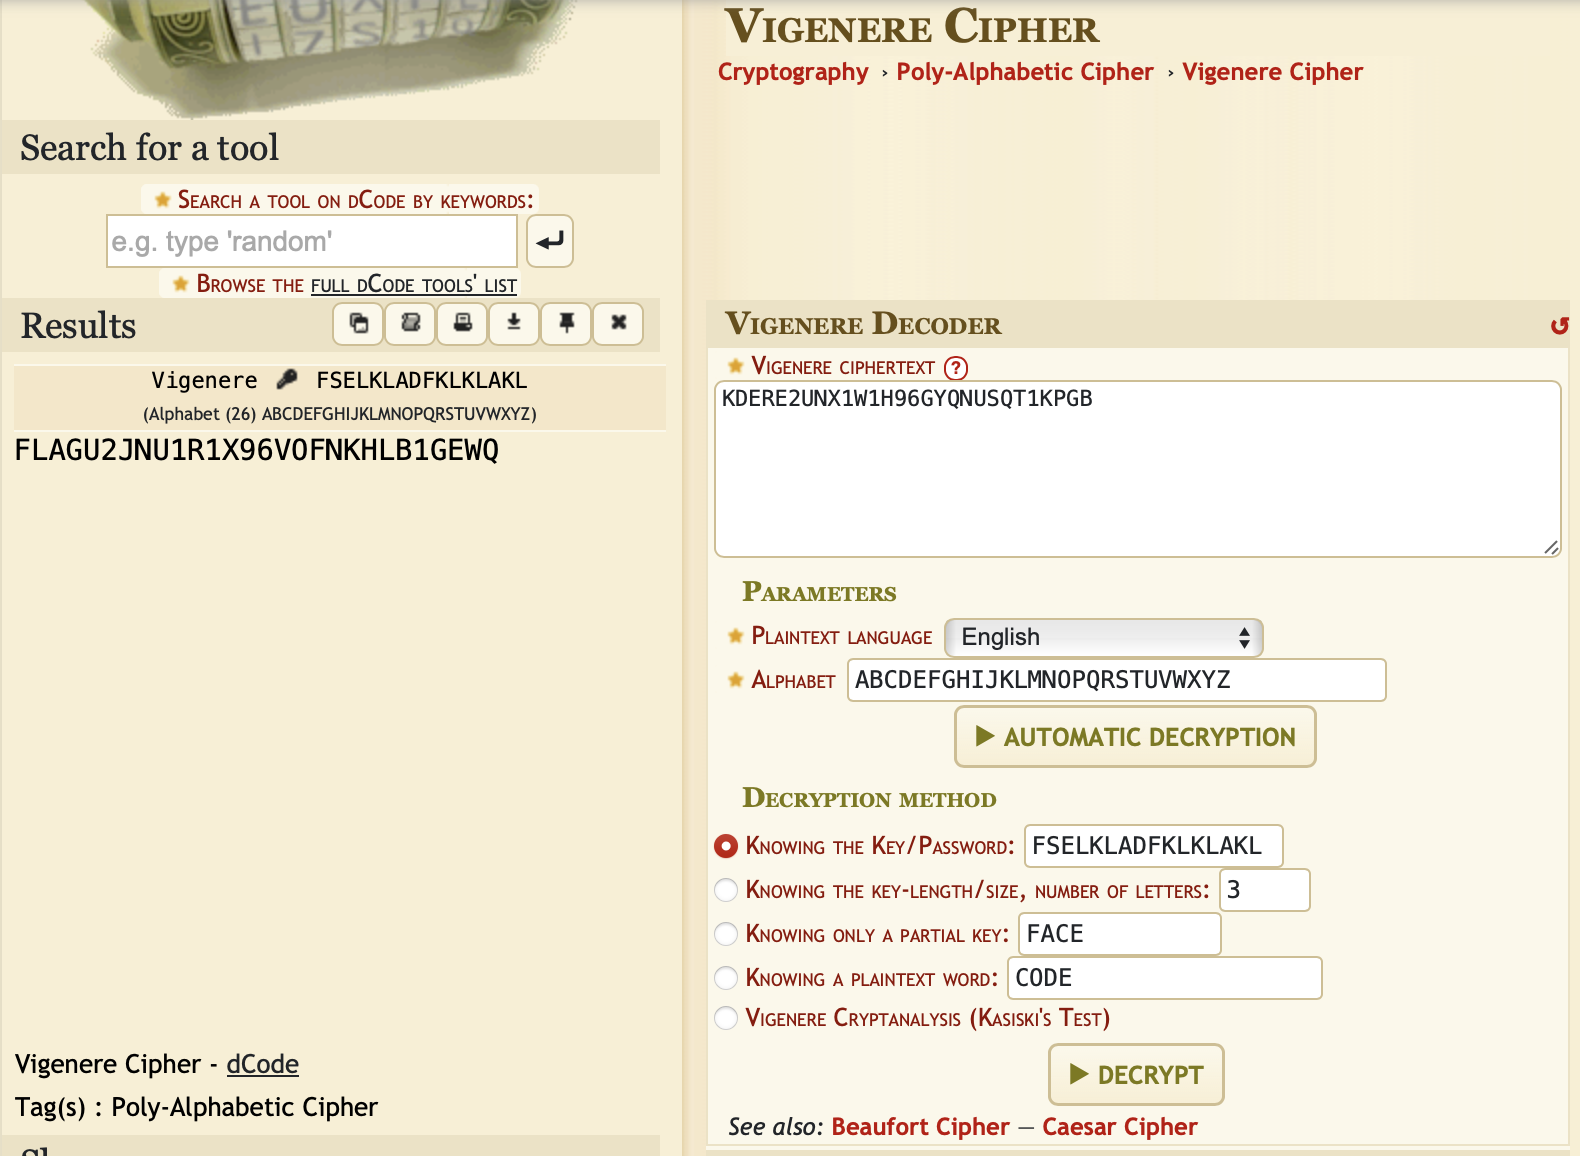 I 7 S 1 9
Search for a tool
Search a tool on dCode by keywords:
e.g. type 'random'
Browse the full dCode tools' list
Results
Vigenere FSELKLADFKLKLAKL
(Alphabet (26) ABCDEFGHIJKLMNOPQRSTUVWXYZ)
FLAGU2JNU1R1X96VOFNKHLB1GEWQ
Vigenere Cipher - dCode
Tag(s) : Poly-Alphabetic Cipher
Vigenere Cipher
Cryptography › Poly-Alphabetic Cipher › Vigenere Cipher
Vigenere Decoder
Vigenere ciphertext ?
KDERE2UNX1W1H96GYQNUSQT1KPGB
Parameters
Plaintext language English
Alphabet ABCDEFGHIJKLMNOPQRSTUVWXYZ
▶ AUTOMATIC DECRYPTION
Decryption method
Knowing the Key/Password: FSELKLADFKLKLAKL
Knowing the key-length/size, number of letters: 3
Knowing only a partial key: FACE
Knowing a plaintext word: CODE
Vigenere Cryptanalysis (Kasiski's Test)
▶ DECRYPT
See also: Beaufort Cipher — Caesar Cipher